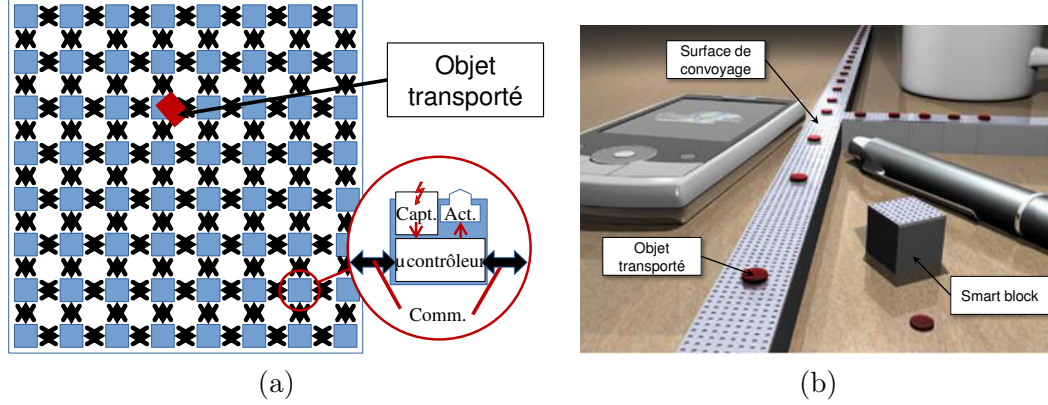 Objet
transporté
Capt.
Act.
µcontrôleur
Comm.
(a)
Surface de
convoyage
Objet
transporté
Smart block
(b)